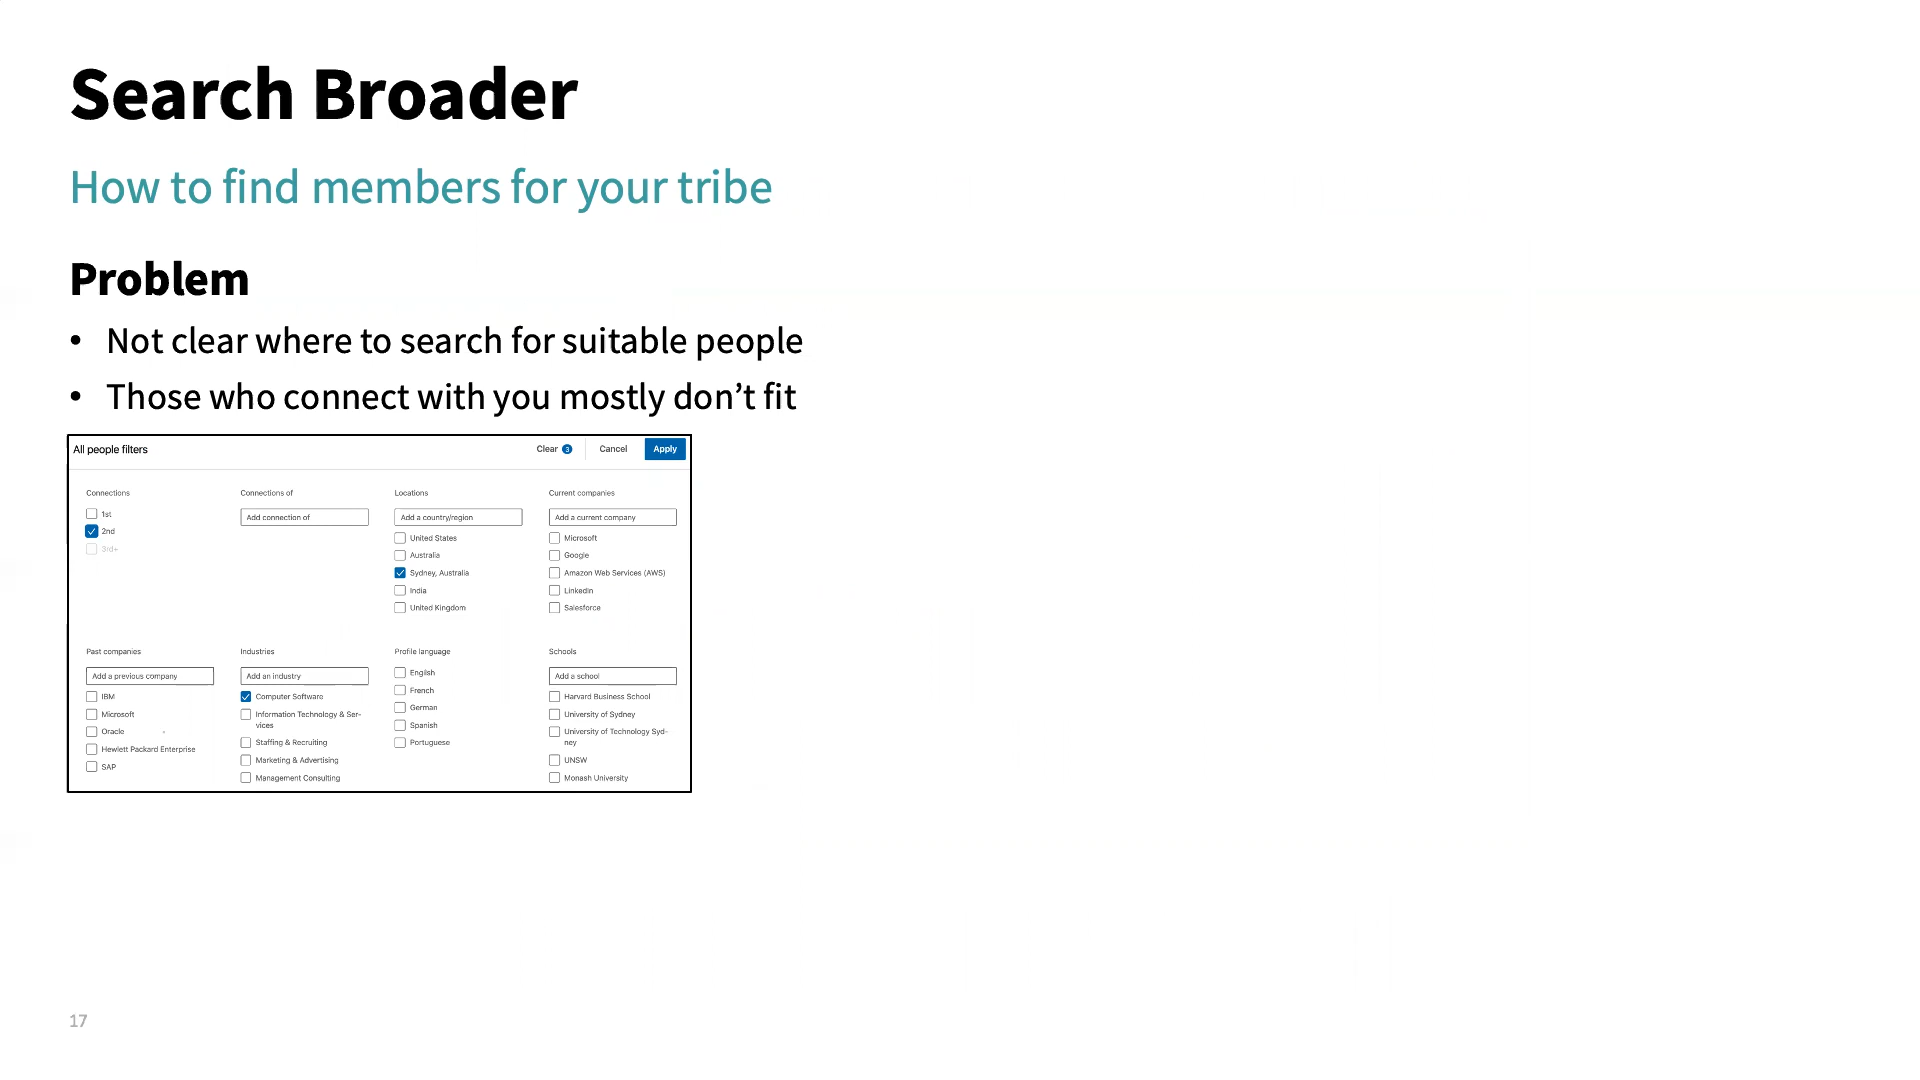 Search Broader
How to find members for your tribe
Problem
• Not clear where to search for suitable people
• Those who connect with you mostly don’t fit
All people filters
Clear 3
Cancel
Apply
Connections
1st
2nd
3rd+
Connections of
Add connection of
Locations
Add a country/region
United States
Australia
Sydney, Australia
India
United Kingdom
Current companies
Add a current company
Microsoft
Google
Amazon Web Services (AWS)
LinkedIn
Salesforce
Past companies
Add a previous company
IBM
Microsoft
Oracle
Hewlett Packard Enterprise
SAP
Industries
Add an industry
Computer Software
Information Technology & Ser-
vices
Staffing & Recruiting
Marketing & Advertising
Management Consulting
Profile language
English
French
German
Spanish
Portuguese
Schools
Add a school
Harvard Business School
University of Sydney
University of Technology Syd-
ney
UNSW
Monash University
17